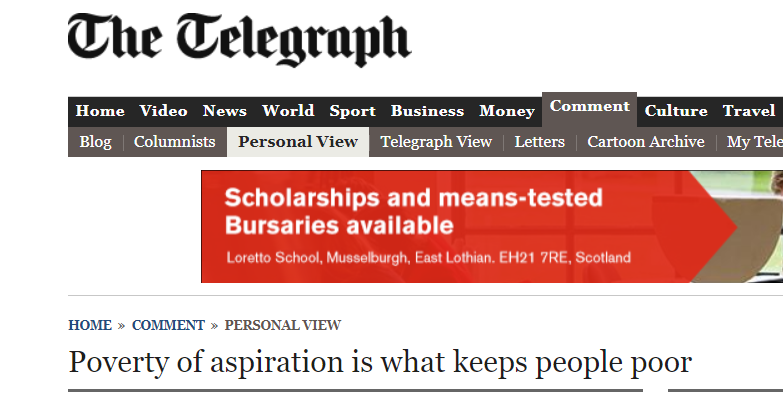 The Telegraph
Home Video News World Sport Business Money Comment Culture Travel
Blog Columnists Personal View Telegraph View Letters Cartoon Archive My Tele
Scholarships and means-tested
Bursaries available
Loretto School, Musselburgh, East Lothian. EH21 7RE, Scotland
HOME » COMMENT » PERSONAL VIEW
Poverty of aspiration is what keeps people poor